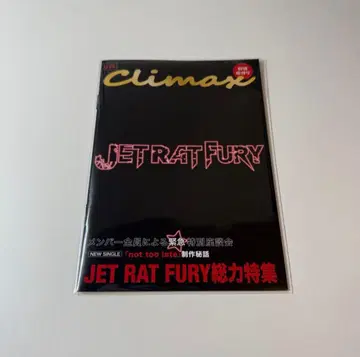 Climax
JET RAT FURY
メンバー全員による緊急特別座談会
NEW SINGLE 「not too late」制作秘話
JET RAT FURY総力特集